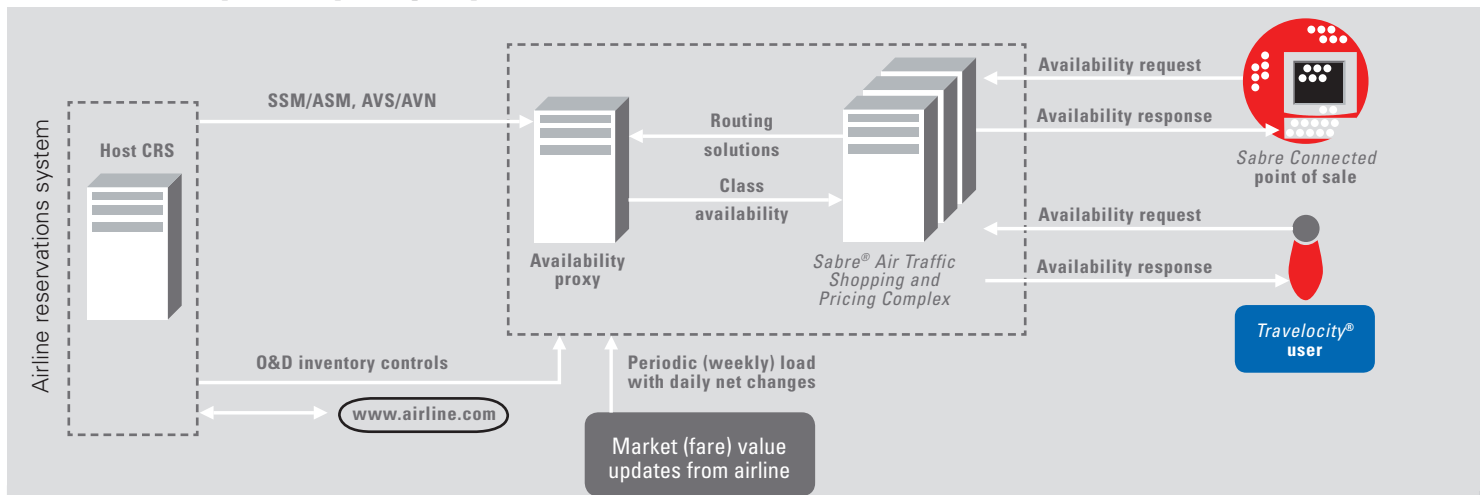 Airline reservations system
Host CRS
SSM/ASM, AVS/AVN
O&D inventory controls
www.airline.com
Availability
proxy
Routing
solutions
Class
availability
Sabre® Air Traffic
Shopping and
Pricing Complex
Periodic (weekly) load
with daily net changes
Market (fare) value
updates from airline
Availability request
Availability response
Sabre Connected
point of sale
Availability request
Availability response
Travelocity®
user